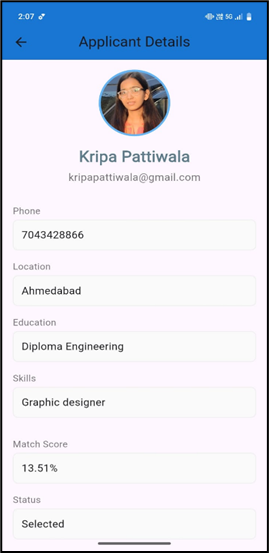 2:07
5G
Applicant Details
Kripa Pattiwala
kripapattiwala@gmail.com
Phone
7043428866
Location
Ahmedabad
Education
Diploma Engineering
Skills
Graphic designer
Match Score
13.51%
Status
Selected